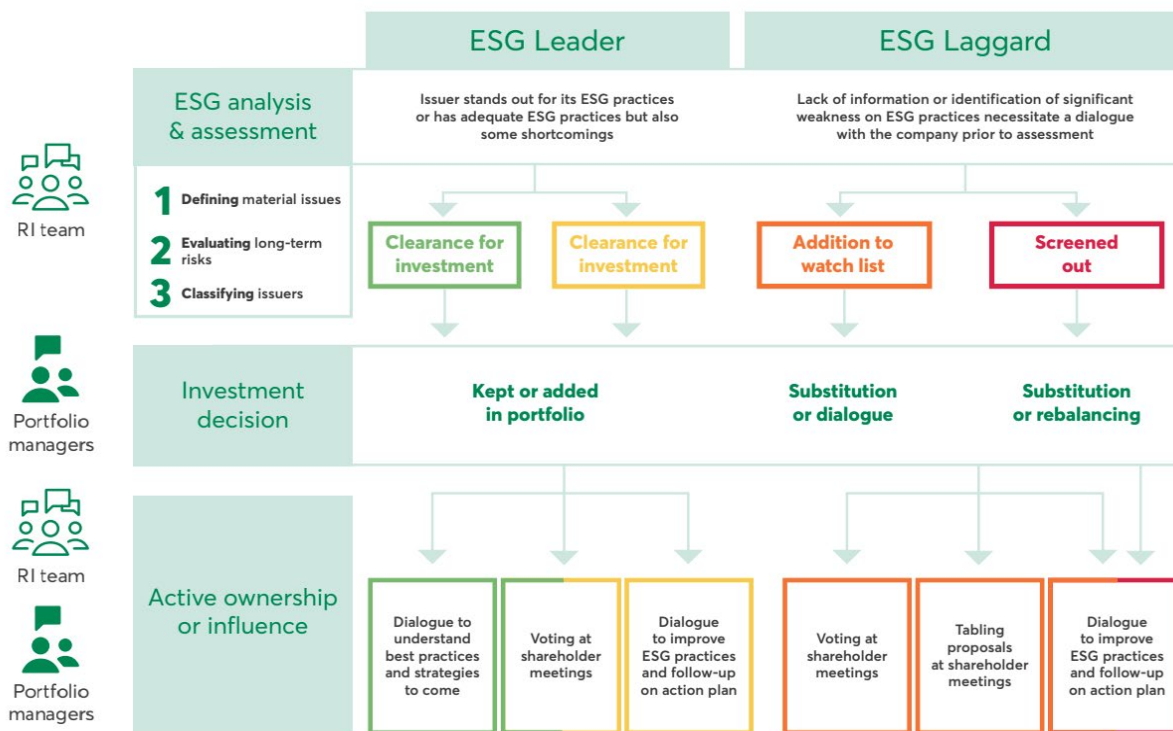 ESG Leader
ESG Laggard
ESG analysis
& assessment
Issuer stands out for its ESG practices
or has adequate ESG practices but also
some shortcomings
Lack of information or identification of significant
weakness on ESG practices necessitate a dialogue
with the company prior to assessment
RI team
1 Defining material issues
2 Evaluating long-term
risks
3 Classifying issuers
Clearance for
investment
Clearance for
investment
Addition to
watch list
Screened
out
Portfolio
managers
Investment
decision
Kept or added
in portfolio
Substitution
or dialogue
Substitution
or rebalancing
RI team
Portfolio
managers
Active ownership
or influence
Dialogue to
understand
best practices
and strategies
to come
Voting at
shareholder
meetings
Dialogue
to improve
ESG practices
and follow-up
on action plan
Voting at
shareholder
meetings
Tabling
proposals
at shareholder
meetings
Dialogue
to improve
ESG practices
and follow-up
on action plan